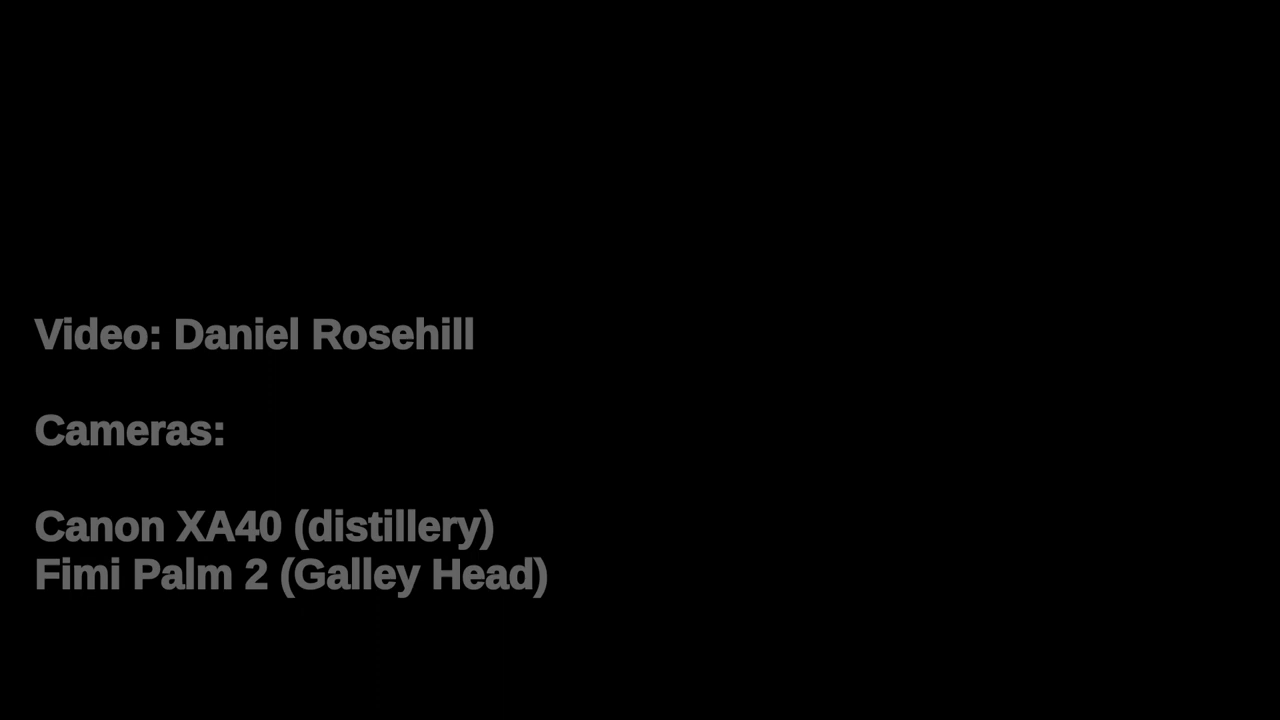 Video: Daniel Rosehill
Cameras:
Canon XA40 (distillery)
Fimi Palm 2 (Galley Head)